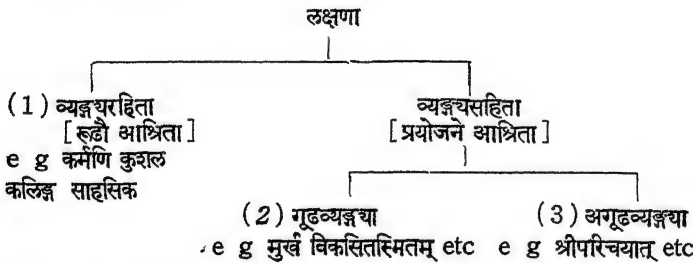 लक्षणा
(1) व्यङ्ग्यरहिता व्यङ्ग्यसहिता
[रूढौ आश्रिता] [प्रयोजने आश्रिता]
e g कर्मणि कुशल
कलिङ्ग साहसिक
(2) गूढव्यङ्ग्या (3) अगूढव्यङ्ग्या
e g मुखं विकसितस्मितम् etc e g श्रीपरिचयात् etc